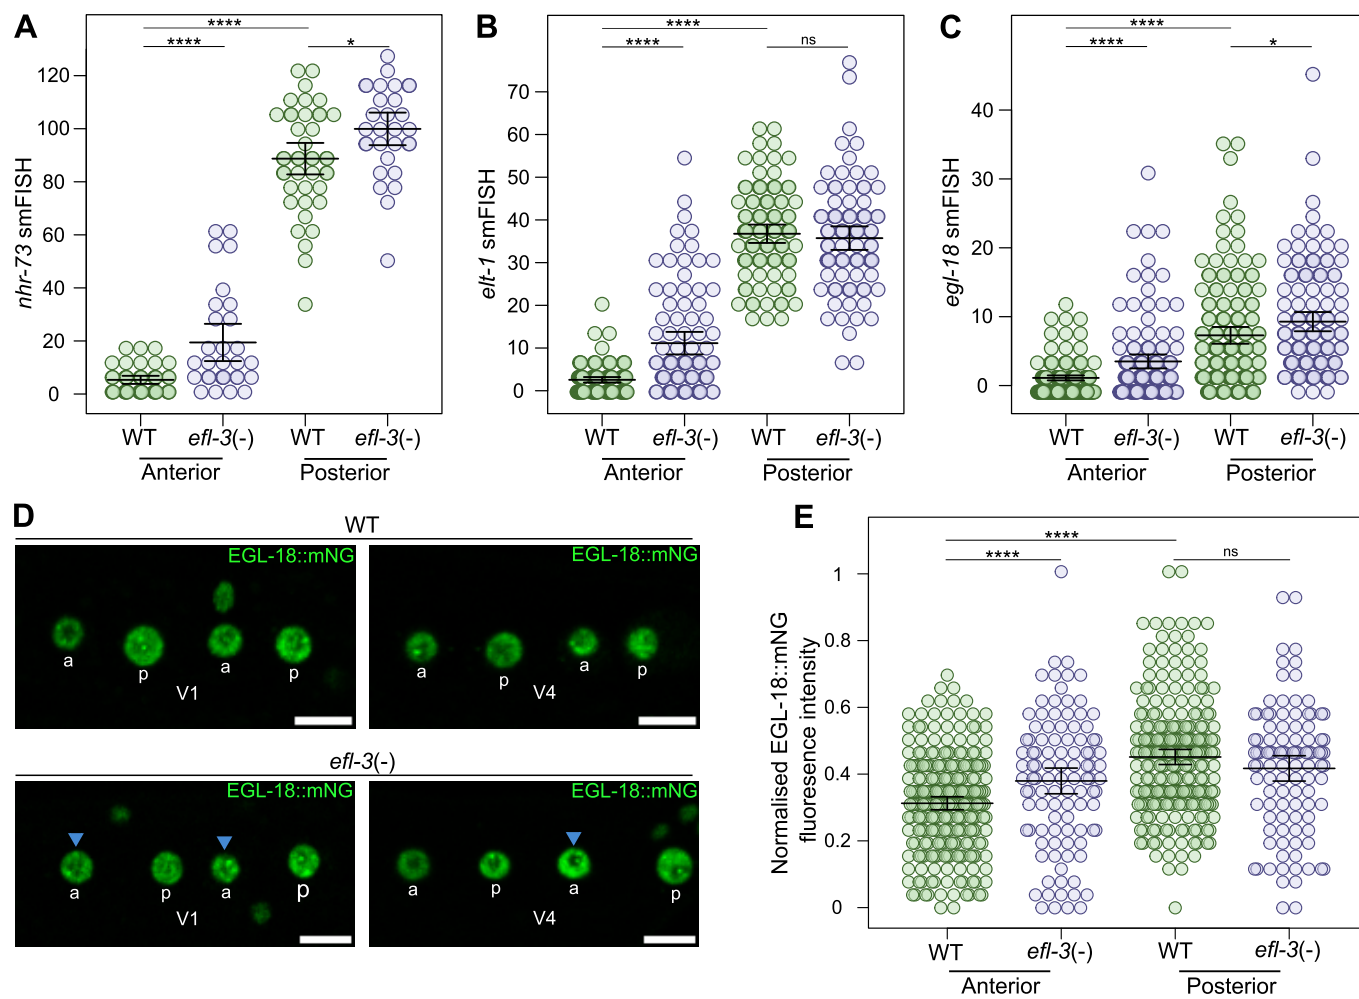 A
****
****
*
nhr-73 smFISH
120
100
80
60
40
20
0
WT
efl-3(-)
WT
efl-3(-)
Anterior
Posterior
B
****
****
ns
elt-1 smFISH
70
60
50
40
30
20
10
0
WT
efl-3(-)
WT
efl-3(-)
Anterior
Posterior
C
****
****
*
egl-18 smFISH
40
30
20
10
0
WT
efl-3(-)
WT
efl-3(-)
Anterior
Posterior
D
WT
EGL-18::mNG
a
p
a
p
V1
EGL-18::mNG
a
p
a
p
V4
efl-3(-)
EGL-18::mNG
a
p
a
p
V1
EGL-18::mNG
a
p
a
p
V4
E
****
****
ns
Normalised EGL-18::mNG
fluoresence intensity
1
0.8
0.6
0.4
0.2
0
WT
efl-3(-)
WT
efl-3(-)
Anterior
Posterior